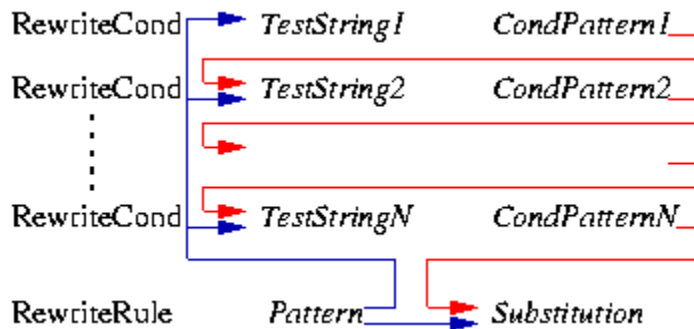 RewriteCond TestString1 CondPattern1
RewriteCond TestString2 CondPattern2
RewriteCond TestStringN CondPatternN
RewriteRule Pattern Substitution